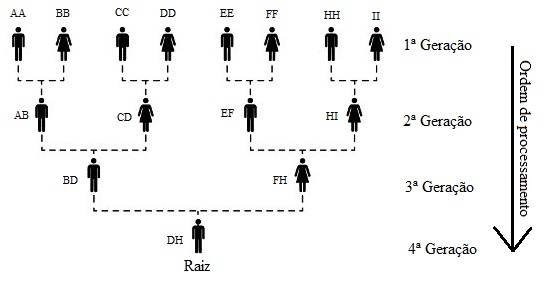 AA BB CC DD EE FF HH II
1ª Geração
AB CD EF HI
2ª Geração
BD FH
3ª Geração
DH
4ª Geração
Raiz
Ordem de processamento